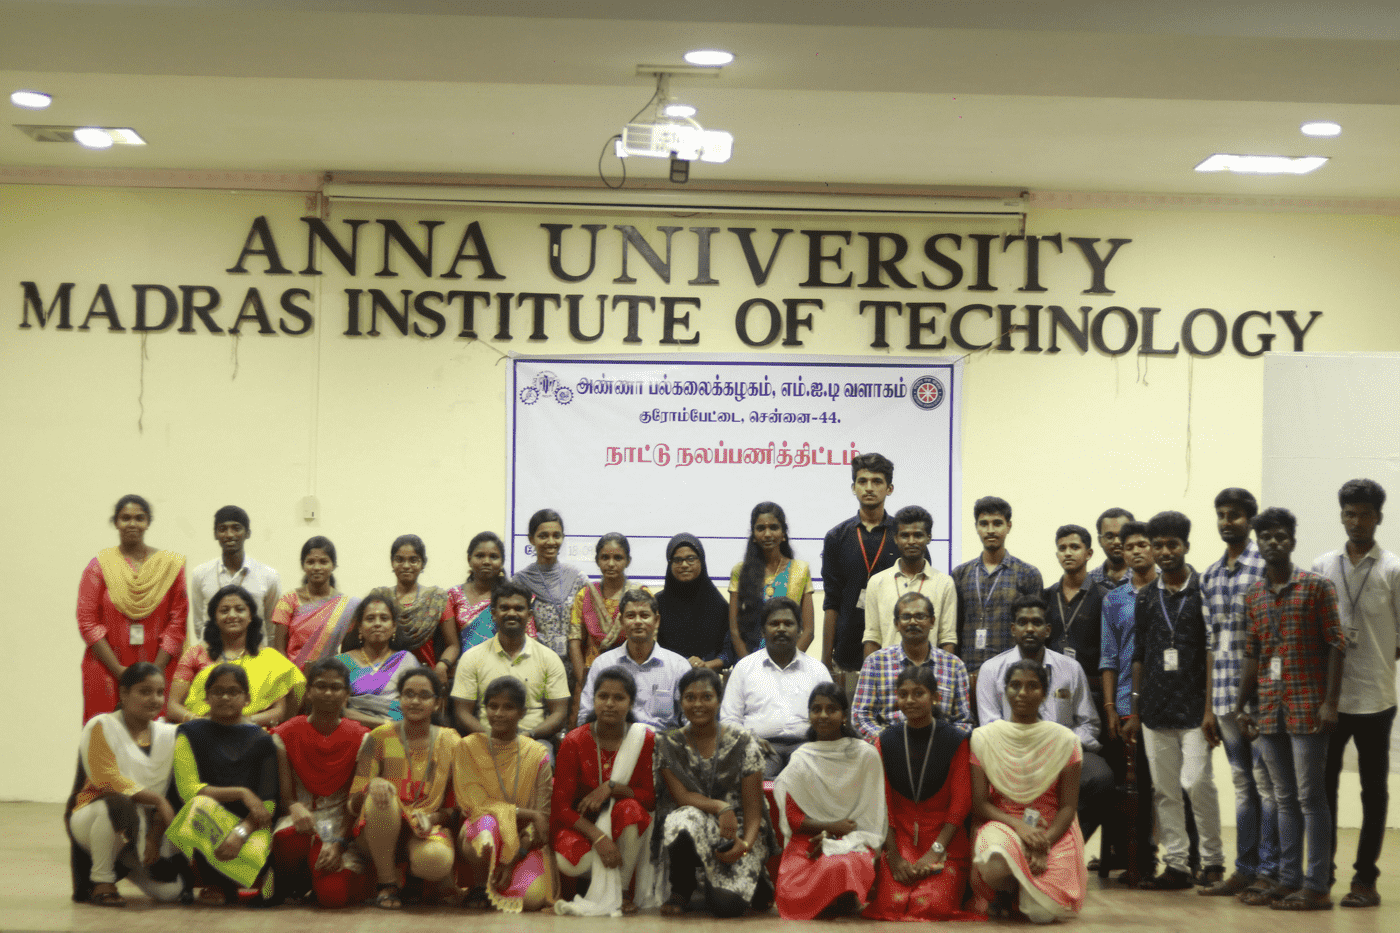 ANNA UNIVERSITY
MADRAS INSTITUTE OF TECHNOLOGY
அண்ணா பல்கலைக்கழகம், எம்.ஐ.டி வளாகம்
குரோம்பேட்டை, சென்னை-44.
நாட்டு நலப்பணித்திட்டம்